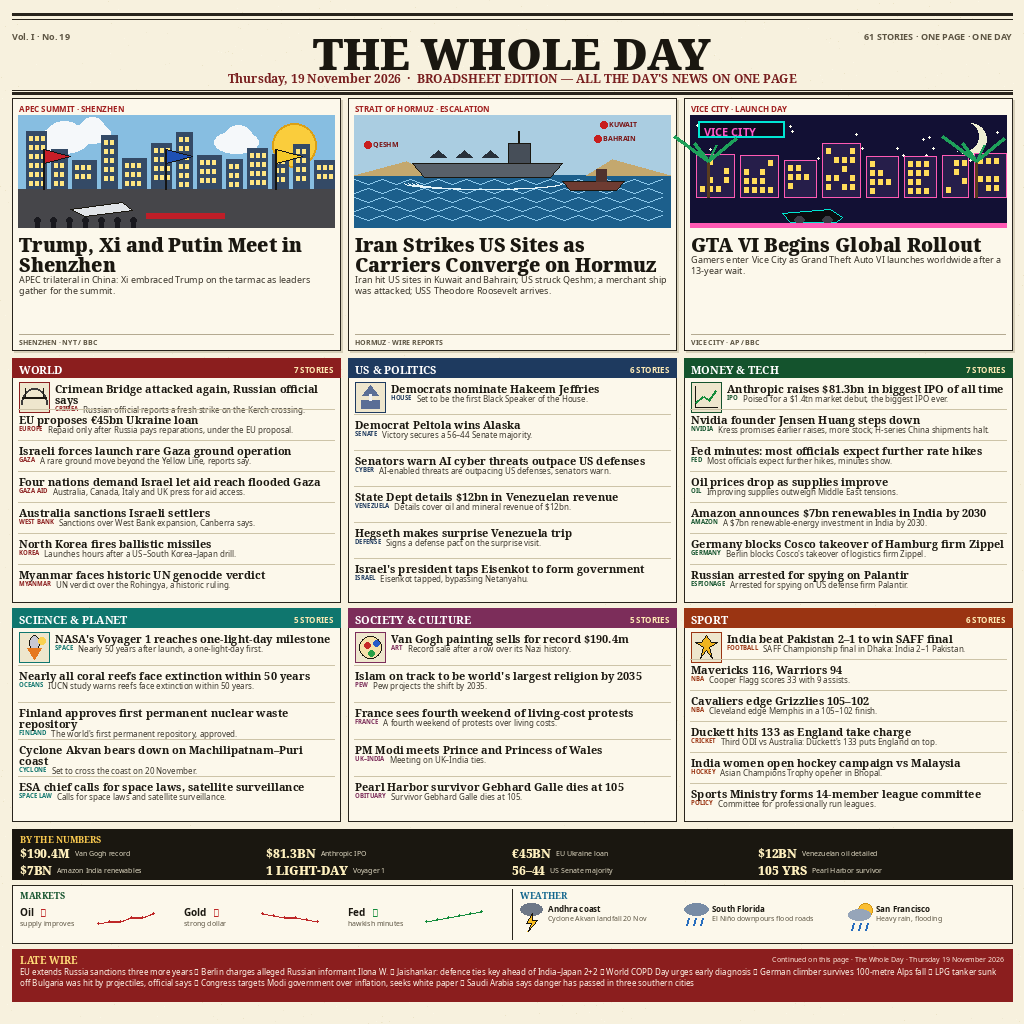 Vol. I · No. 19
61 STORIES · ONE PAGE · ONE DAY
THE WHOLE DAY
Thursday, 19 November 2026 · BROADSHEET EDITION — ALL THE DAY'S NEWS ON ONE PAGE
APEC SUMMIT · SHENZHEN
Trump, Xi and Putin Meet in
Shenzhen
APEC trilateral in China: Xi embraced Trump on the tarmac as leaders
gather for the summit.
SHENZHEN · NYT / BBC
STRAIT OF HORMUZ · ESCALATION
KUWAIT
BAHRAIN
QESHM
Iran Strikes US Sites as
Carriers Converge on Hormuz
Iran hit US sites in Kuwait and Bahrain; US struck Qeshm; a merchant ship
was attacked; USS Theodore Roosevelt arrives.
HORMUZ · WIRE REPORTS
VICE CITY · LAUNCH DAY
VICE CITY
GTA VI Begins Global Rollout
Gamers enter Vice City as Grand Theft Auto VI launches worldwide after a
13-year wait.
VICE CITY · AP / BBC
WORLD
7 STORIES
Crimean Bridge attacked again, Russian official
says
CRIMEA Russian official reports a fresh strike on the Kerch crossing.
EU proposes €45bn Ukraine loan
EUROPE Repaid only after Russia pays reparations, under the EU proposal.
Israeli forces launch rare Gaza ground operation
GAZA A rare ground move beyond the Yellow Line, reports say.
Four nations demand Israel let aid reach flooded Gaza
GAZA AID Australia, Canada, Italy and UK press for aid access.
Australia sanctions Israeli settlers
WEST BANK Sanctions over West Bank expansion, Canberra says.
North Korea fires ballistic missiles
KOREA Launches hours after a US–South Korea–Japan drill.
Myanmar faces historic UN genocide verdict
MYANMAR UN verdict over the Rohingya, a historic ruling.
US & POLITICS
6 STORIES
Democrats nominate Hakeem Jeffries
HOUSE Set to be the first Black Speaker of the House.
Democrat Peltola wins Alaska
SENATE Victory secures a 56–44 Senate majority.
Senators warn AI cyber threats outpace US defenses
CYBER AI-enabled threats are outpacing US defenses, senators warn.
State Dept details $12bn in Venezuelan revenue
VENEZUELA Details cover oil and mineral revenue of $12bn.
Hegseth makes surprise Venezuela trip
DEFENSE Signs a defense pact on the surprise visit.
Israel's president taps Eisenkot to form government
ISRAEL Eisenkot tapped, bypassing Netanyahu.
MONEY & TECH
7 STORIES
Anthropic raises $81.3bn in biggest IPO of all time
IPO Poised for a $1.4tn market debut, the biggest IPO ever.
Nvidia founder Jensen Huang steps down
NVIDIA Kress promises earlier raises, more stock; H-series China shipments halt.
Fed minutes: most officials expect further rate hikes
FED Most officials expect further hikes, minutes show.
Oil prices drop as supplies improve
OIL Improving supplies outweigh Middle East tensions.
Amazon announces $7bn renewables in India by 2030
AMAZON A $7bn renewable-energy investment in India by 2030.
Germany blocks Cosco takeover of Hamburg firm Zippel
GERMANY Berlin blocks Cosco's takeover of logistics firm Zippel.
Russian arrested for spying on Palantir
ESPIONAGE Arrested for spying on US defense firm Palantir.
SCIENCE & PLANET
5 STORIES
NASA's Voyager 1 reaches one-light-day milestone
SPACE Nearly 50 years after launch, a one-light-day first.
Nearly all coral reefs face extinction within 50 years
OCEANS IUCN study warns reefs face extinction within 50 years.
Finland approves first permanent nuclear waste
repository
FINLAND The world's first permanent repository, approved.
Cyclone Akvan bears down on Machilipatnam–Puri
coast
CYCLONE Set to cross the coast on 20 November.
ESA chief calls for space laws, satellite surveillance
SPACE LAW Calls for space laws and satellite surveillance.
SOCIETY & CULTURE
5 STORIES
Van Gogh painting sells for record $190.4m
ART Record sale after a row over its Nazi history.
Islam on track to be world's largest religion by 2035
PEW Pew projects the shift by 2035.
France sees fourth weekend of living-cost protests
FRANCE A fourth weekend of protests over living costs.
PM Modi meets Prince and Princess of Wales
UK–INDIA Meeting on UK–India ties.
Pearl Harbor survivor Gebhard Galle dies at 105
OBITUARY Survivor Gebhard Galle dies at 105.
SPORT
6 STORIES
India beat Pakistan 2–1 to win SAFF final
FOOTBALL SAFF Championship final in Dhaka: India 2–1 Pakistan.
Mavericks 116, Warriors 94
NBA Cooper Flagg scores 33 with 9 assists.
Cavaliers edge Grizzlies 105–102
NBA Cleveland edge Memphis in a 105–102 finish.
Duckett hits 133 as England take charge
CRICKET Third ODI vs Australia: Duckett's 133 puts England on top.
India women open hockey campaign vs Malaysia
HOCKEY Asian Champions Trophy opener in Bhopal.
Sports Ministry forms 14-member league committee
POLICY Committee for professionally run leagues.
BY THE NUMBERS
$190.4M Van Gogh record
$81.3BN Anthropic IPO
€45BN EU Ukraine loan
$12BN Venezuelan oil detailed
$7BN Amazon India renewables
1 LIGHT-DAY Voyager 1
56–44 US Senate majority
105 YRS Pearl Harbor survivor
MARKETS
Oil
supply improves
Gold
strong dollar
Fed
hawkish minutes
WEATHER
Andhra coast
Cyclone Akvan landfall 20 Nov
South Florida
El Niño downpours flood roads
San Francisco
Heavy rain, flooding
LATE WIRE
Continued on this page · The Whole Day · Thursday 19 November 2026
EU extends Russia sanctions three more years ▯ Berlin charges alleged Russian informant Ilona W. ▯ Jaishankar: defence ties key ahead of India–Japan 2+2 ▯ World COPD Day urges early diagnosis ▯ German climber survives 100-metre Alps fall ▯ LPG tanker sunk
off Bulgaria was hit by projectiles, official says ▯ Congress targets Modi government over inflation, seeks white paper ▯ Saudi Arabia says danger has passed in three southern cities